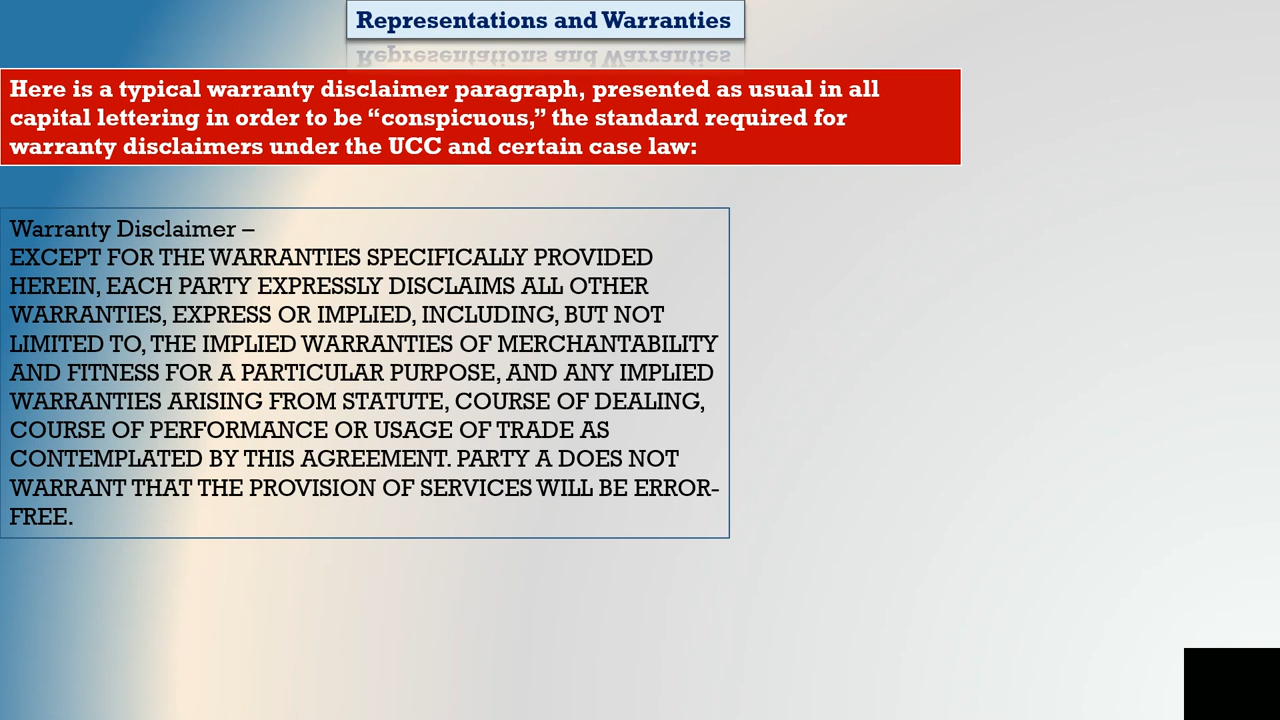 Representations and Warranties
Here is a typical warranty disclaimer paragraph, presented as usual in all
capital lettering in order to be “conspicuous,” the standard required for
warranty disclaimers under the UCC and certain case law:
Warranty Disclaimer –
EXCEPT FOR THE WARRANTIES SPECIFICALLY PROVIDED
HEREIN, EACH PARTY EXPRESSLY DISCLAIMS ALL OTHER
WARRANTIES, EXPRESS OR IMPLIED, INCLUDING, BUT NOT
LIMITED TO, THE IMPLIED WARRANTIES OF MERCHANTABILITY
AND FITNESS FOR A PARTICULAR PURPOSE, AND ANY IMPLIED
WARRANTIES ARISING FROM STATUTE, COURSE OF DEALING,
COURSE OF PERFORMANCE OR USAGE OF TRADE AS
CONTEMPLATED BY THIS AGREEMENT. PARTY A DOES NOT
WARRANT THAT THE PROVISION OF SERVICES WILL BE ERROR-
FREE.